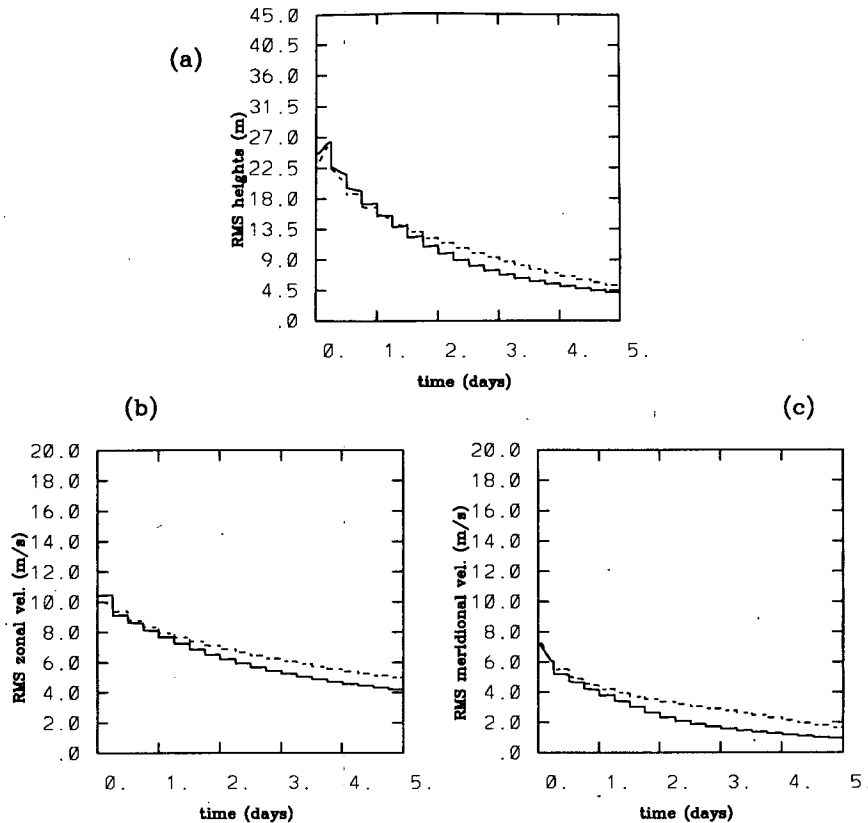 (a)
RMS heights (m)
45.0
40.5
36.0
31.5
27.0
22.5
18.0
13.5
9.0
4.5
.0
0. 1. 2. 3. 4. 5.
time (days)
(b)
RMS zonal vel. (m/s)
20.0
18.0
16.0
14.0
12.0
10.0
8.0
6.0
4.0
2.0
.0
0. 1. 2. 3. 4. 5.
time (days)
(c)
RMS meridional vel. (m/s)
20.0
18.0
16.0
14.0
12.0
10.0
8.0
6.0
4.0
2.0
.0
0. 1. 2. 3. 4. 5.
time (days)